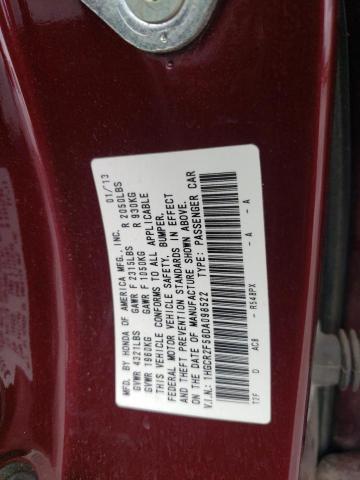 MFD. BY HONDA OF AMERICA MFG., INC. 01/13
GVWR 4321LBS GAWR F 2315LBS R 2050LBS
GVWR 1960KG GAWR F 1050KG R 930KG
THIS VEHICLE CONFORMS TO ALL APPLICABLE
FEDERAL MOTOR VEHICLE SAFETY, BUMPER,
AND THEFT PREVENTION STANDARDS IN EFFECT
ON THE DATE OF MANUFACTURE SHOWN ABOVE.
V.I.N.: 1HGCR2F58DA098522 TYPE: PASSENGER CAR
T2F D AC8 - R548PX - A - A